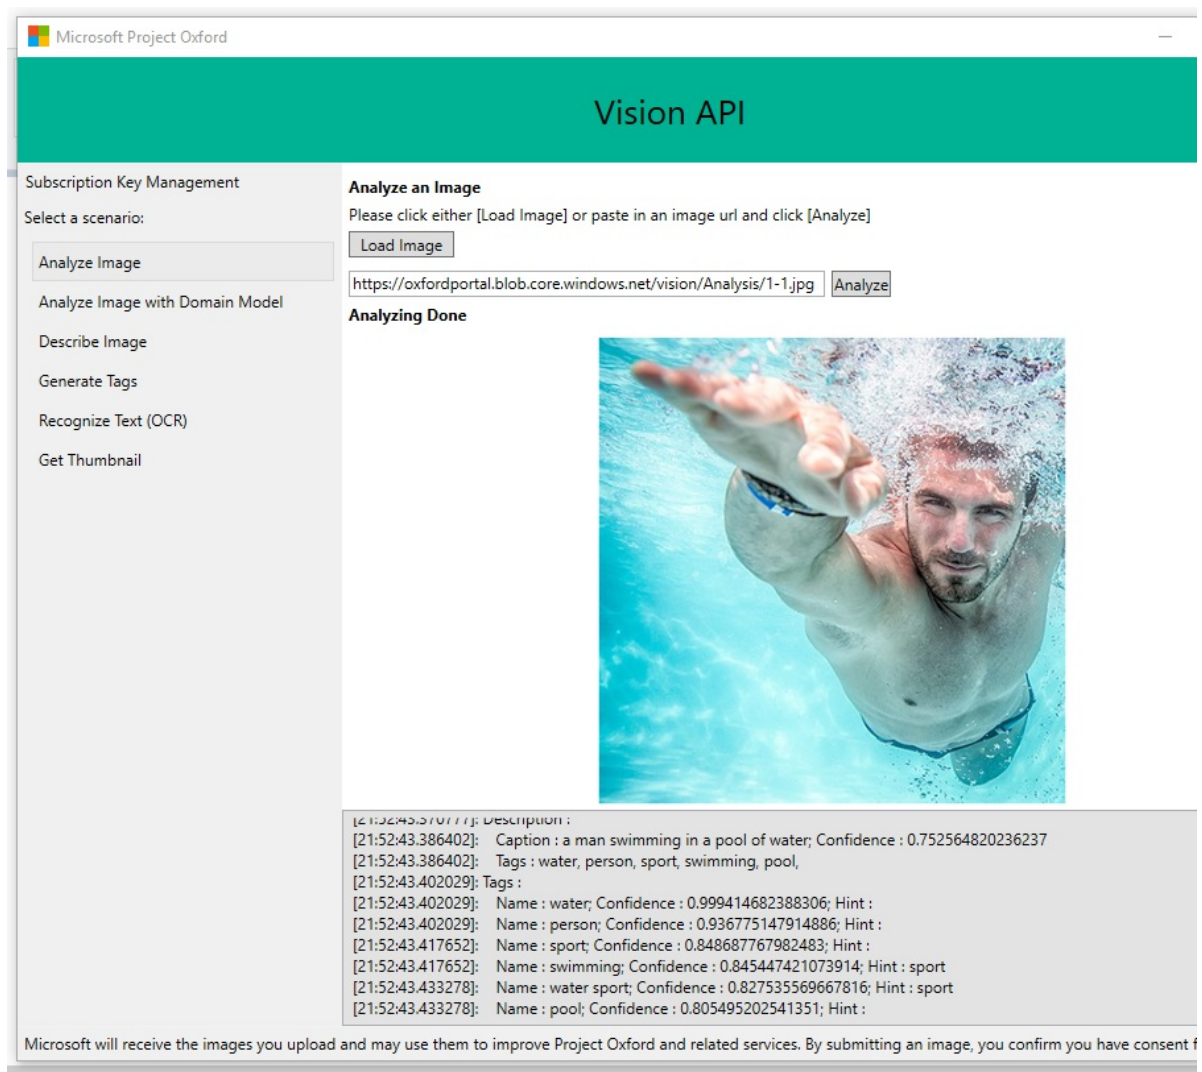 Microsoft Project Oxford
Vision API
Subscription Key Management
Select a scenario:
Analyze Image
Analyze Image with Domain Model
Describe Image
Generate Tags
Recognize Text (OCR)
Get Thumbnail
Analyze an Image
Please click either [Load Image] or paste in an image url and click [Analyze]
Load Image
https://oxfordportal.blob.core.windows.net/vision/Analysis/1-1.jpg Analyze
Analyzing Done
[21:52:43.370777]: Description :
[21:52:43.386402]: Caption : a man swimming in a pool of water; Confidence : 0.752564820236237
[21:52:43.386402]: Tags : water, person, sport, swimming, pool,
[21:52:43.402029]: Tags :
[21:52:43.402029]: Name : water; Confidence : 0.999414682388306; Hint :
[21:52:43.402029]: Name : person; Confidence : 0.936775147914886; Hint :
[21:52:43.417652]: Name : sport; Confidence : 0.848687767982483; Hint :
[21:52:43.417652]: Name : swimming; Confidence : 0.845447421073914; Hint : sport
[21:52:43.433278]: Name : water sport; Confidence : 0.827535569667816; Hint : sport
[21:52:43.433278]: Name : pool; Confidence : 0.805495202541351; Hint :
Microsoft will receive the images you upload and may use them to improve Project Oxford and related services. By submitting an image, you confirm you have consent f